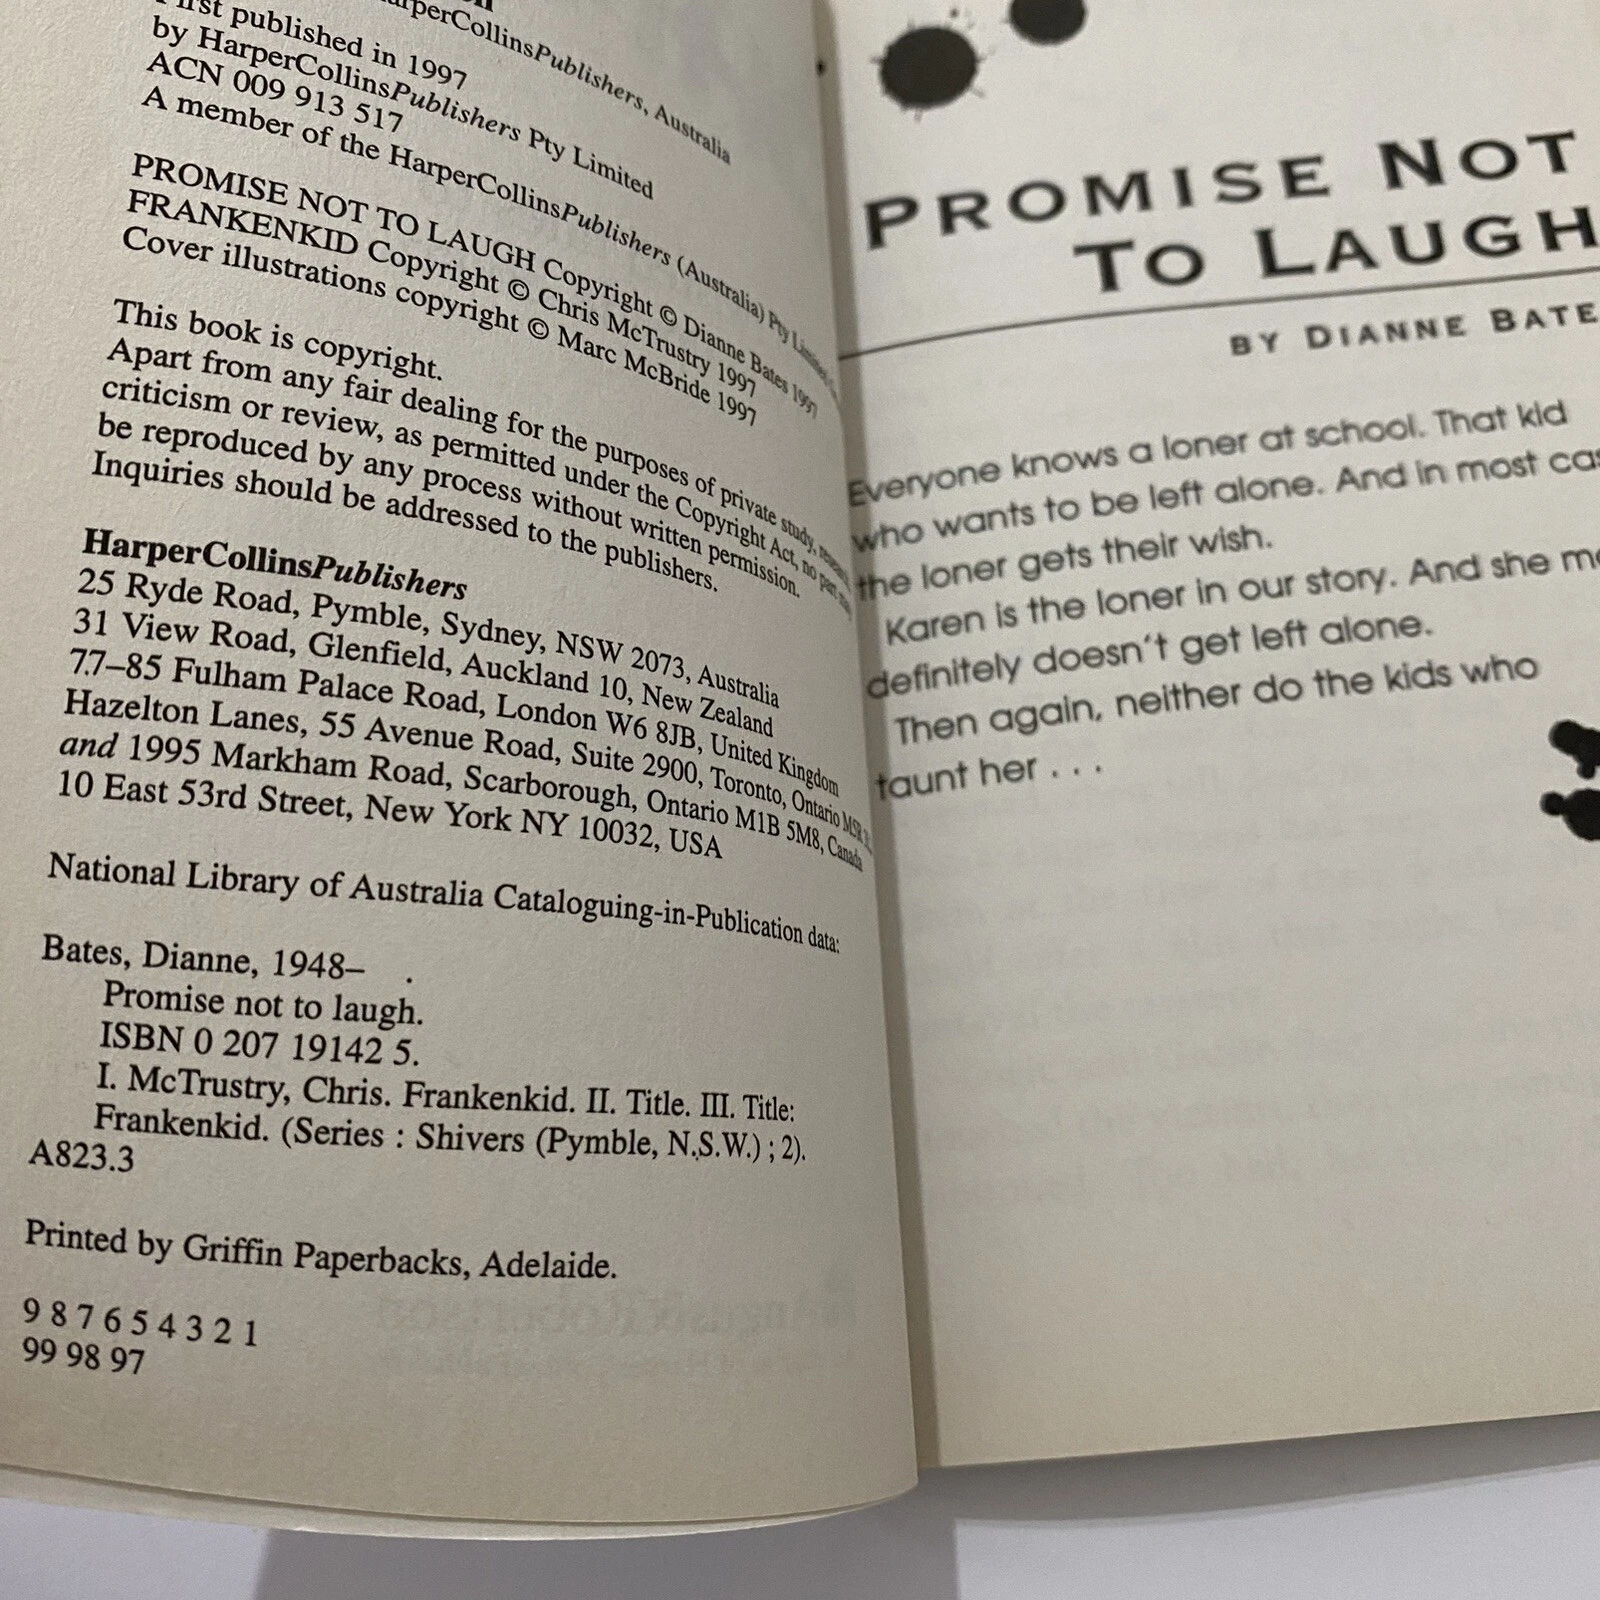 HarperCollinsPublishers, Australia
First published in 1997
by HarperCollinsPublishers Pty Limited
ACN 009 913 517
A member of the HarperCollinsPublishers (Australia) Pty Limited
PROMISE NOT TO LAUGH Copyright © Dianne Bates 1997
FRANKENKID Copyright © Chris McTrustry 1997
Cover illustrations copyright © Marc McBride 1997
This book is copyright.
Apart from any fair dealing for the purposes of private study, research,
criticism or review, as permitted under the Copyright Act, no part may
be reproduced by any process without written permission.
Inquiries should be addressed to the publishers.
HarperCollinsPublishers
25 Ryde Road, Pymble, Sydney, NSW 2073, Australia
31 View Road, Glenfield, Auckland 10, New Zealand
77–85 Fulham Palace Road, London W6 8JB, United Kingdom
Hazelton Lanes, 55 Avenue Road, Suite 2900, Toronto, Ontario M5R
and 1995 Markham Road, Scarborough, Ontario M1B 5M8, Canada
10 East 53rd Street, New York NY 10032, USA
National Library of Australia Cataloguing-in-Publication data:
Bates, Dianne, 1948–
Promise not to laugh.
ISBN 0 207 19142 5.
I. McTrustry, Chris. Frankenkid. II. Title. III. Title:
Frankenkid. (Series : Shivers (Pymble, N.S.W.) ; 2).
A823.3
Printed by Griffin Paperbacks, Adelaide.
9 8 7 6 5 4 3 2 1
99 98 97
PROMISE NOT
TO LAUGH
BY DIANNE BATE
Everyone knows a loner at school. That kid
who wants to be left alone. And in most cas
the loner gets their wish.
Karen is the loner in our story. And she mo
definitely doesn't get left alone.
Then again, neither do the kids who
taunt her . . .